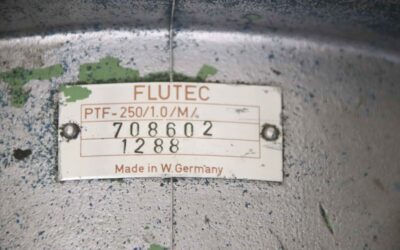 FLUTEC
PTF-250/1.0/M/.
708602
1288
Made in W. Germany